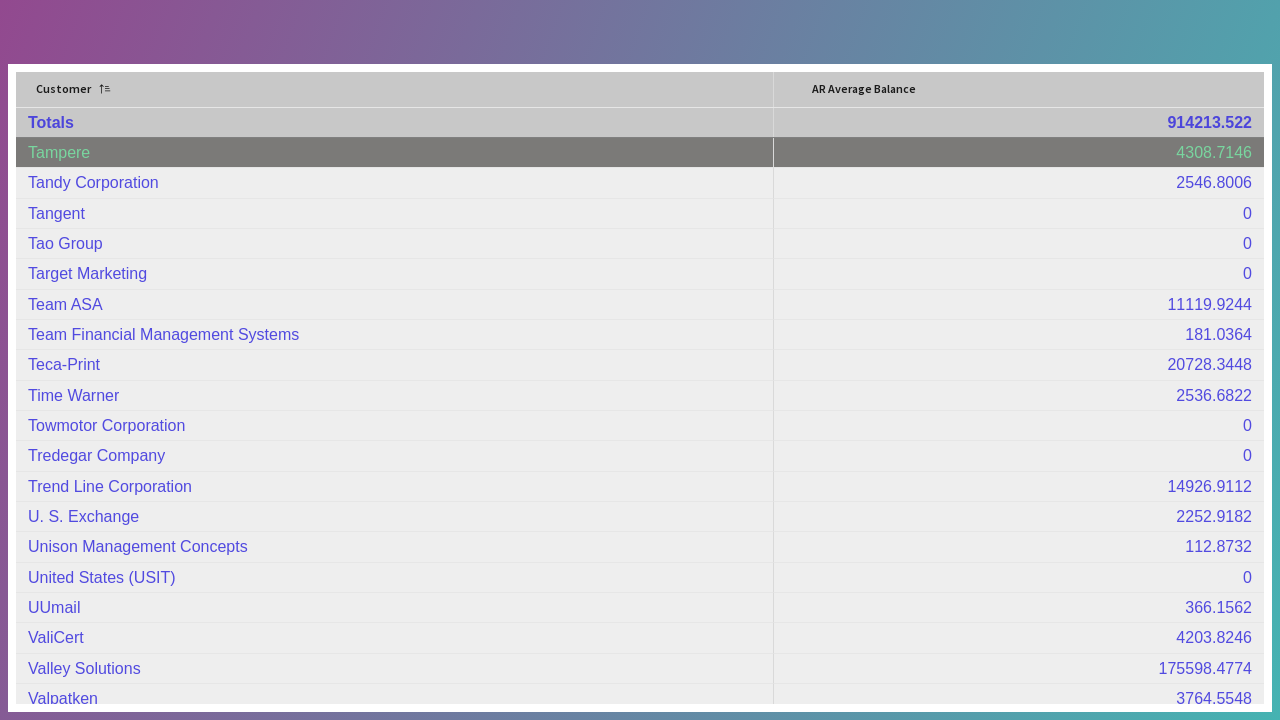 Customer AR Average Balance
Totals 914213.522
Tampere 4308.7146
Tandy Corporation 2546.8006
Tangent 0
Tao Group 0
Target Marketing 0
Team ASA 11119.9244
Team Financial Management Systems 181.0364
Teca-Print 20728.3448
Time Warner 2536.6822
Towmotor Corporation 0
Tredegar Company 0
Trend Line Corporation 14926.9112
U. S. Exchange 2252.9182
Unison Management Concepts 112.8732
United States (USIT) 0
UUmail 366.1562
ValiCert 4203.8246
Valley Solutions 175598.4774
Valpatken 3764.5548